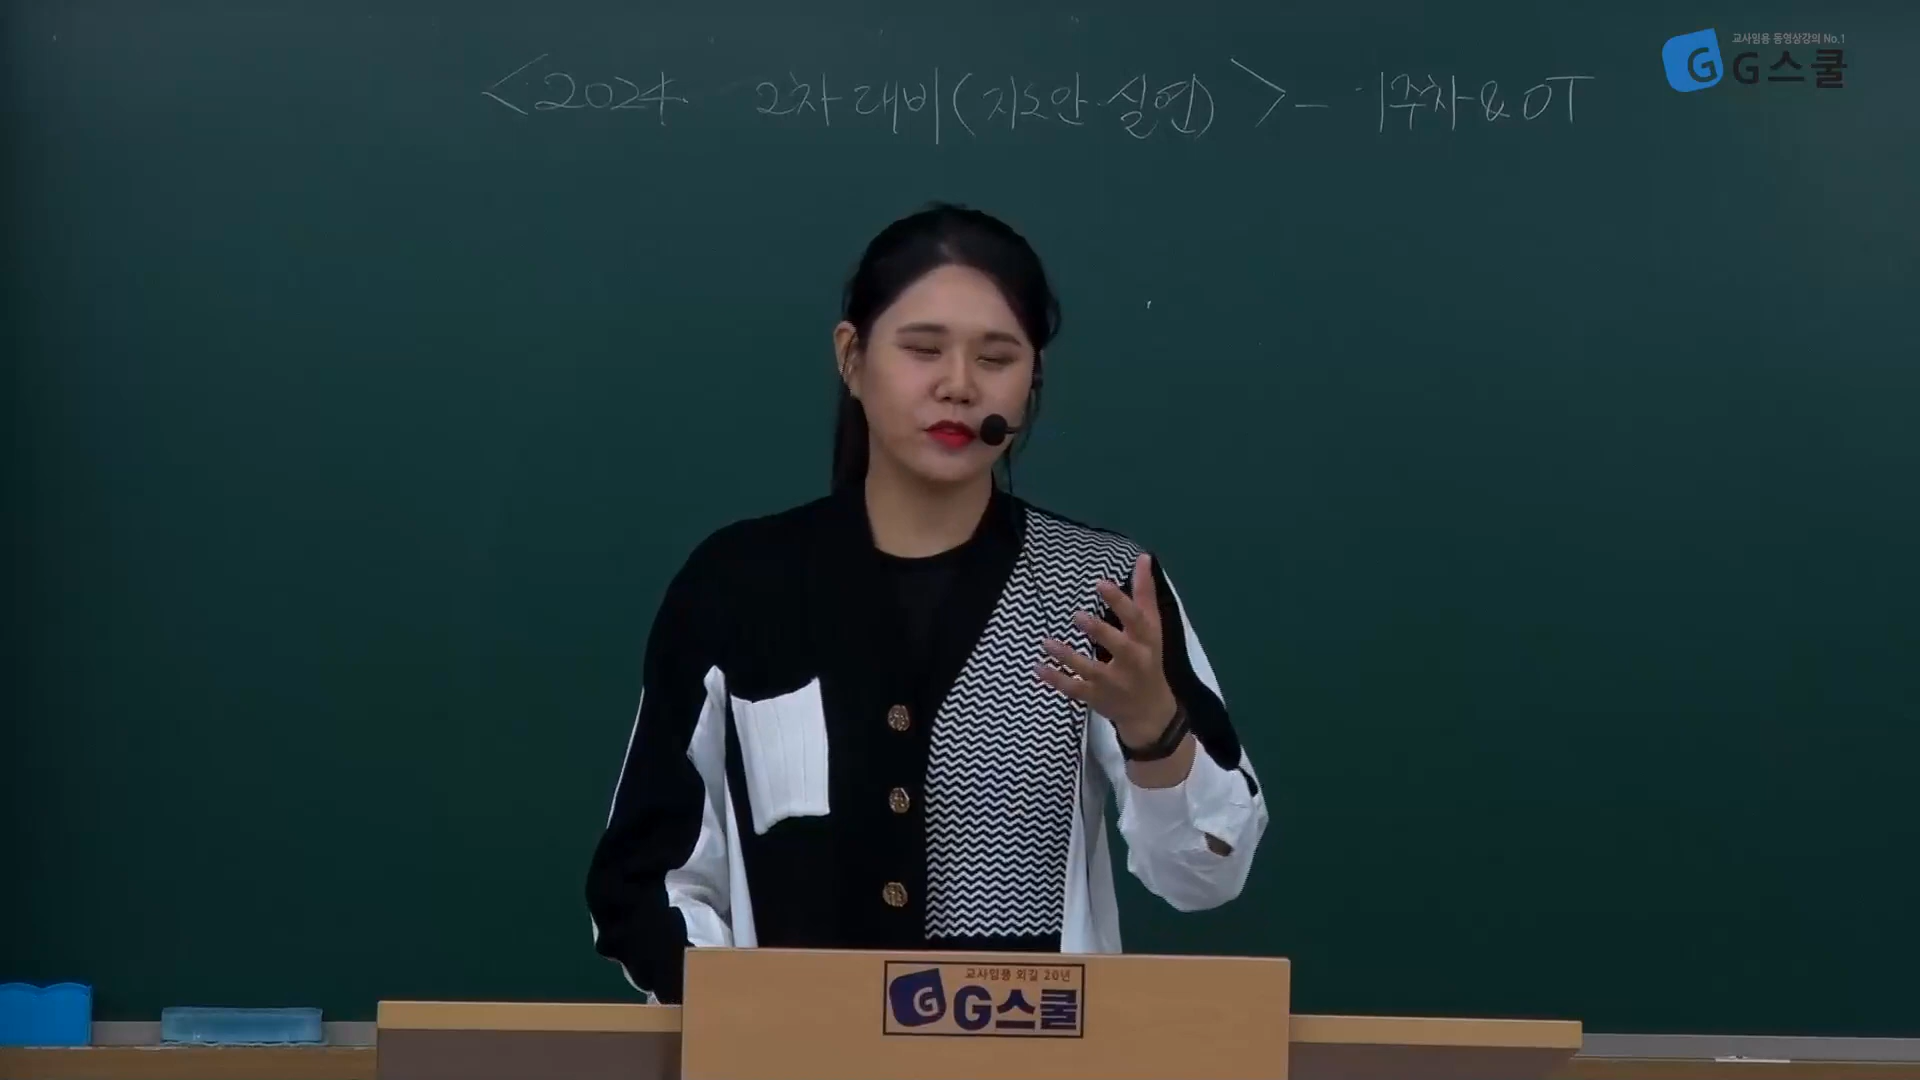 교사임용 동영상강의 No.1
G스쿨
<2024. 2차 대비(지도안·실연)> - 1주차 & OT
교사임용 외길 20년
G스쿨